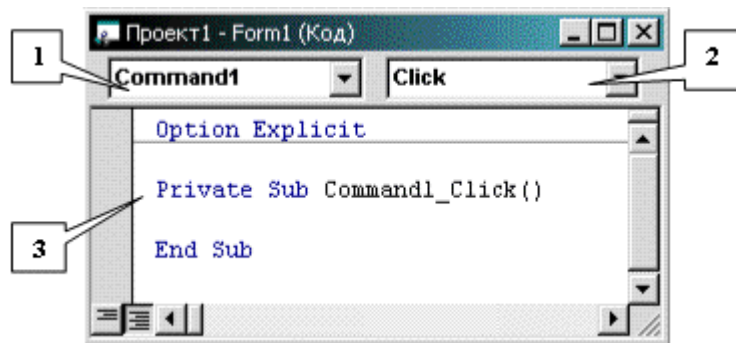 Проект1 - Form1 (Код)
1
Command1
Click
2
Option Explicit
Private Sub Command1_Click()
3
End Sub